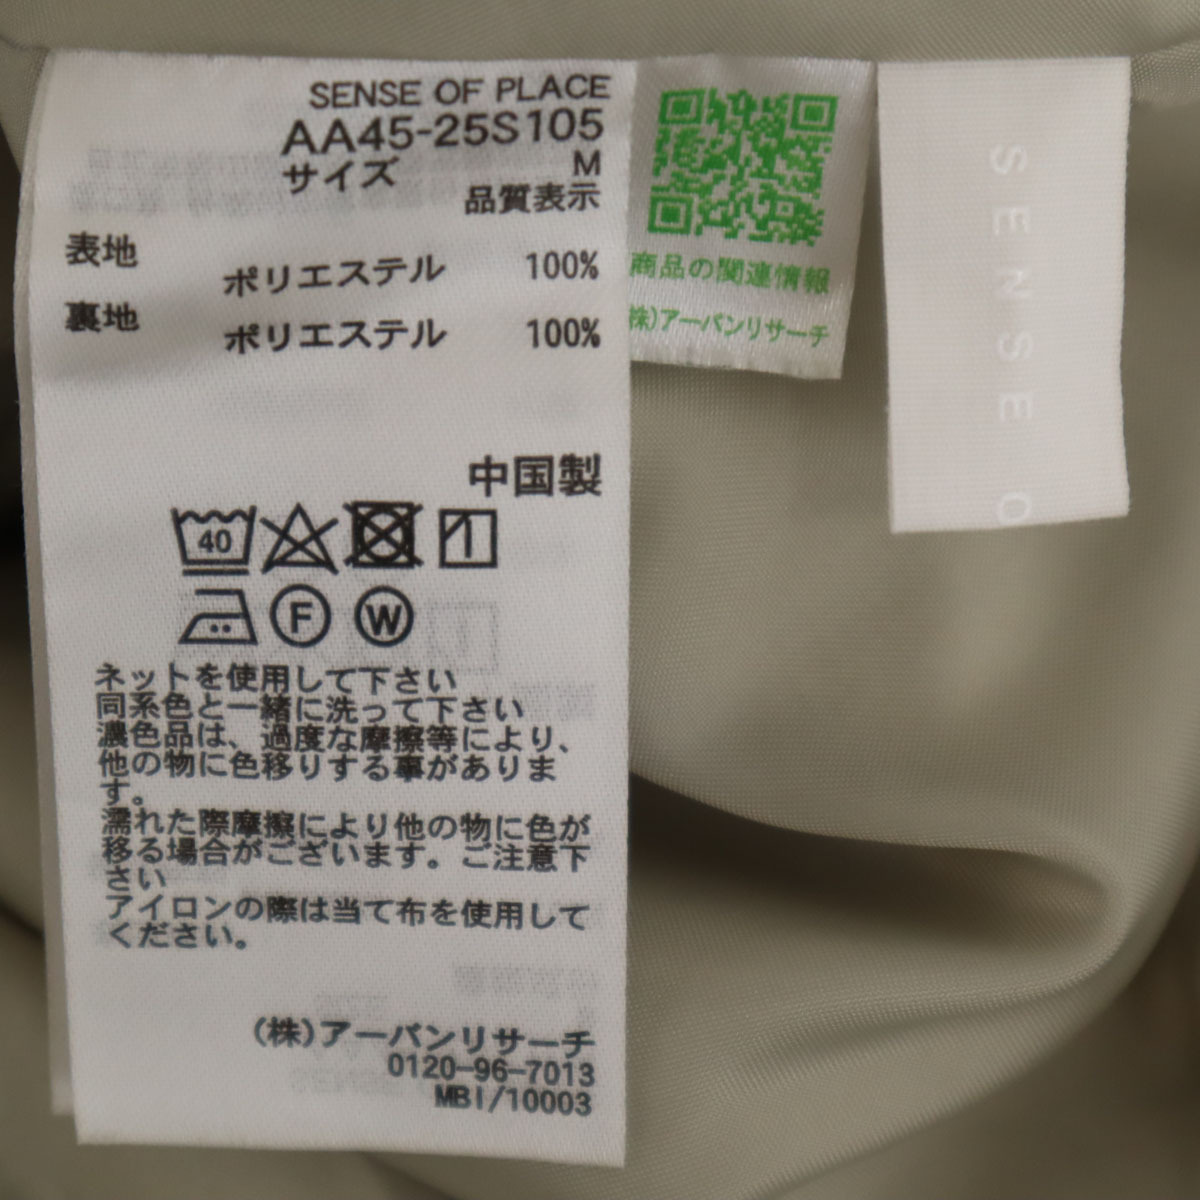 SENSE OF PLACE
AA45-25S105
サイズ M
品質表示
表地
ポリエステル 100%
裏地
ポリエステル 100%
中国製
40
F W
ネットを使用して下さい
同系色と一緒に洗って下さい
濃色品は、過度な摩擦等により、
他の物に色移りする事がありま
す。
濡れた際摩擦により他の物に色が
移る場合がございます。ご注意下
さい
アイロンの際は当て布を使用して
ください。
(株)アーバンリサーチ
0120-96-7013
MBI/10003
商品の関連情報
(株)アーバンリサーチ
SENSE O